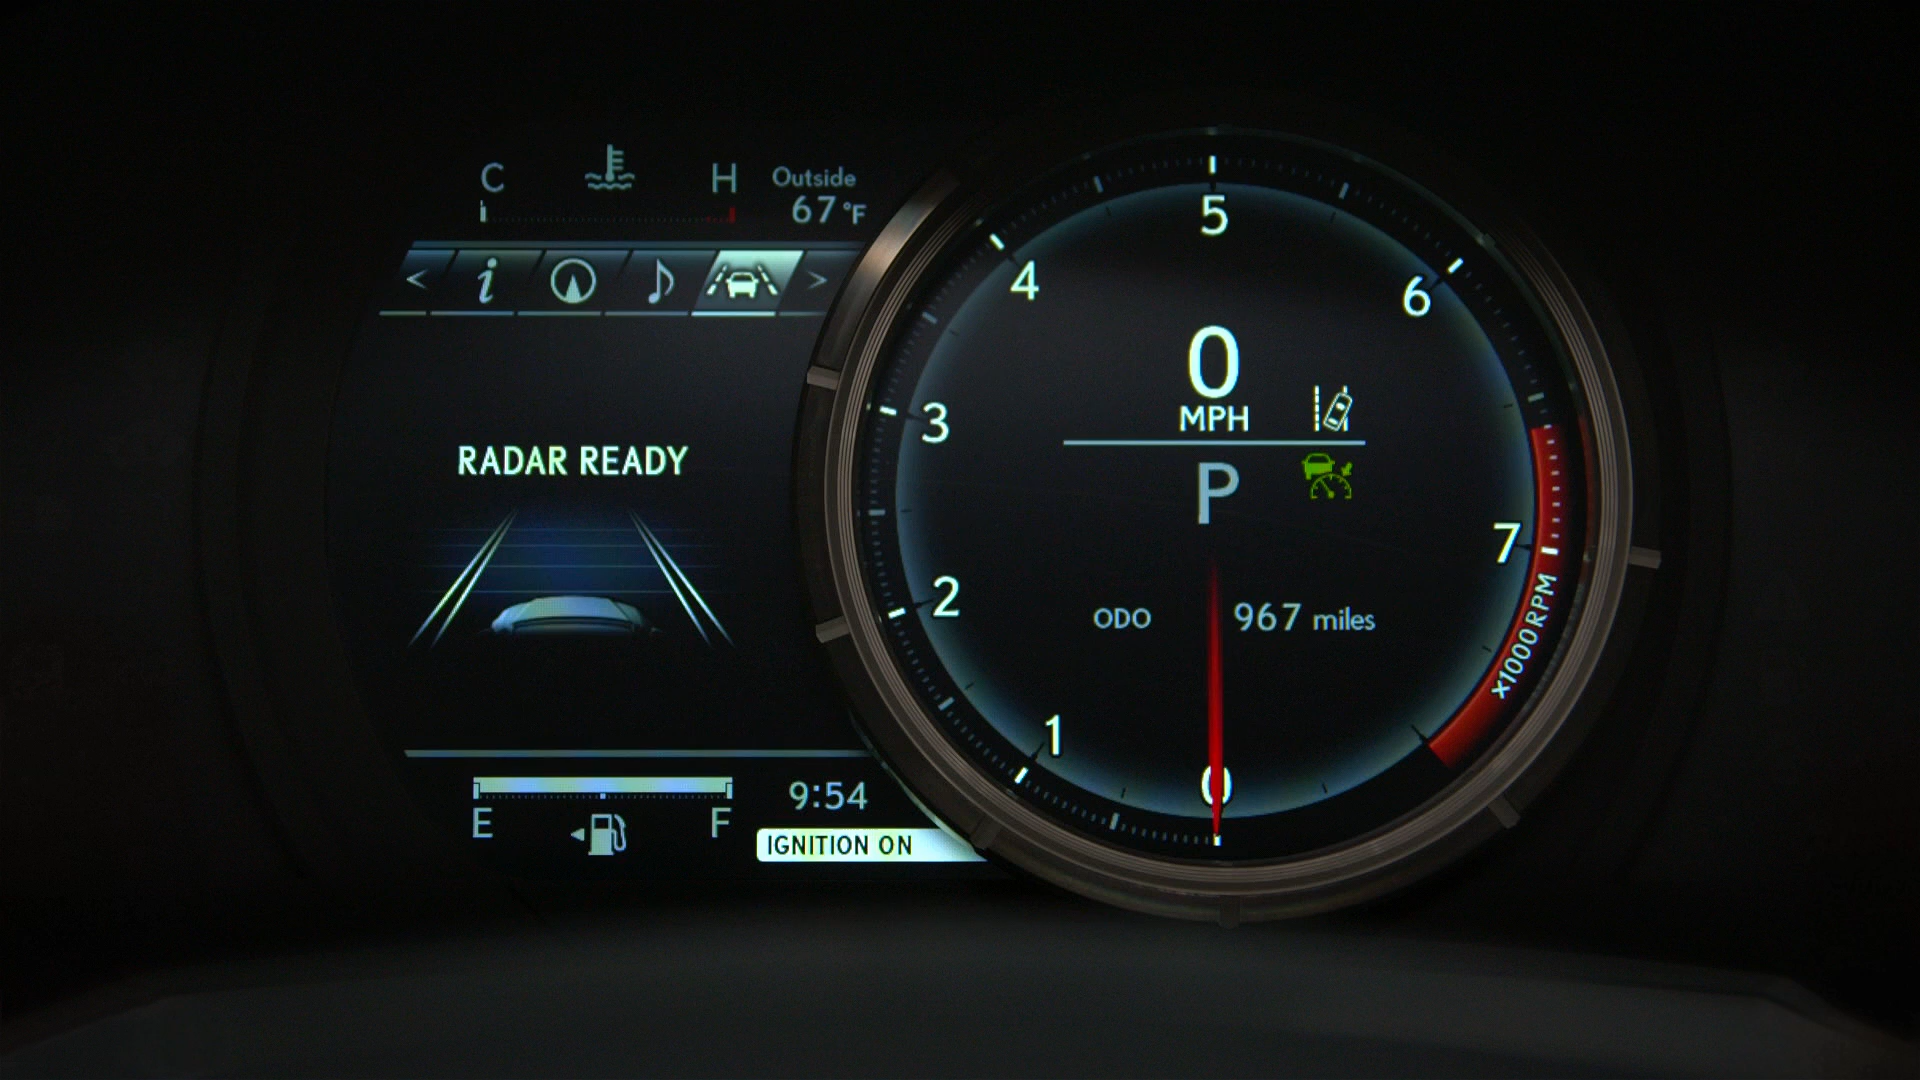 C H Outside
67°F
< i >
RADAR READY
E F
9:54
IGNITION ON
5
4 6
0
MPH
3
P
7
2
ODO 967 miles
x1000RPM
1
0